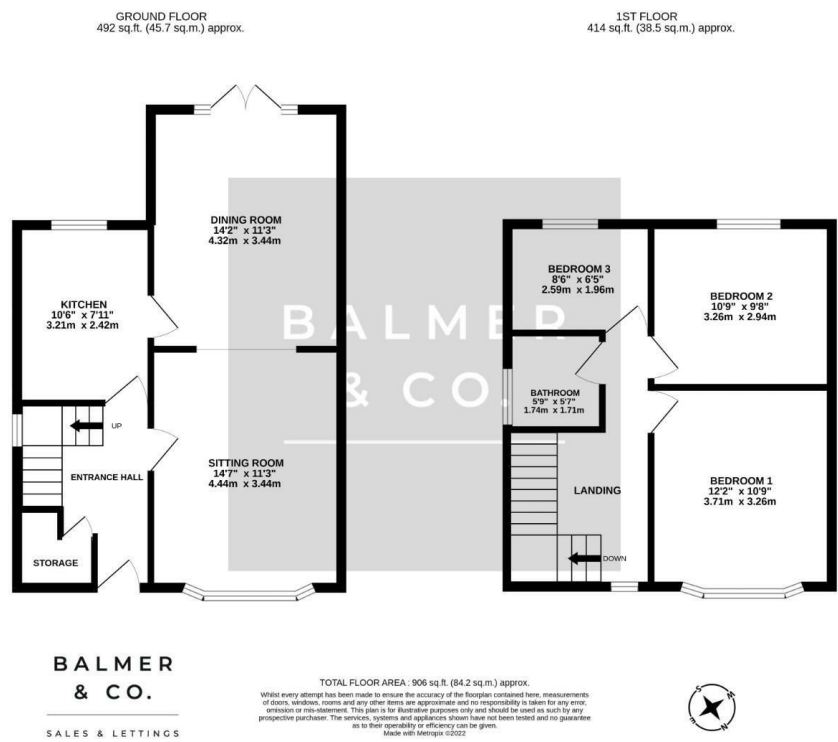 GROUND FLOOR
492 sq.ft. (45.7 sq.m.) approx.
1ST FLOOR
414 sq.ft. (38.5 sq.m.) approx.
DINING ROOM
14'2" x 11'3"
4.32m x 3.44m
KITCHEN
10'6" x 7'11"
3.21m x 2.42m
UP
ENTRANCE HALL
SITTING ROOM
14'7" x 11'3"
4.44m x 3.44m
STORAGE
BEDROOM 3
8'6" x 6'5"
2.59m x 1.96m
BEDROOM 2
10'9" x 9'8"
3.26m x 2.94m
BATHROOM
5'9" x 5'7"
1.74m x 1.71m
LANDING
BEDROOM 1
12'2" x 10'9"
3.71m x 3.26m
DOWN
BALMER
& CO.
BALMER
& CO.
SALES & LETTINGS
TOTAL FLOOR AREA : 906 sq.ft. (84.2 sq.m.) approx.
Whilst every attempt has been made to ensure the accuracy of the floorplan contained here, measurements
of doors, windows, rooms and any other items are approximate and no responsibility is taken for any error,
omission or mis-statement. This plan is for illustrative purposes only and should be used as such by any
prospective purchaser. The services, systems and appliances shown have not been tested and no guarantee
as to their operability or efficiency can be given.
Made with Metropix ©2022
S
W
E
N